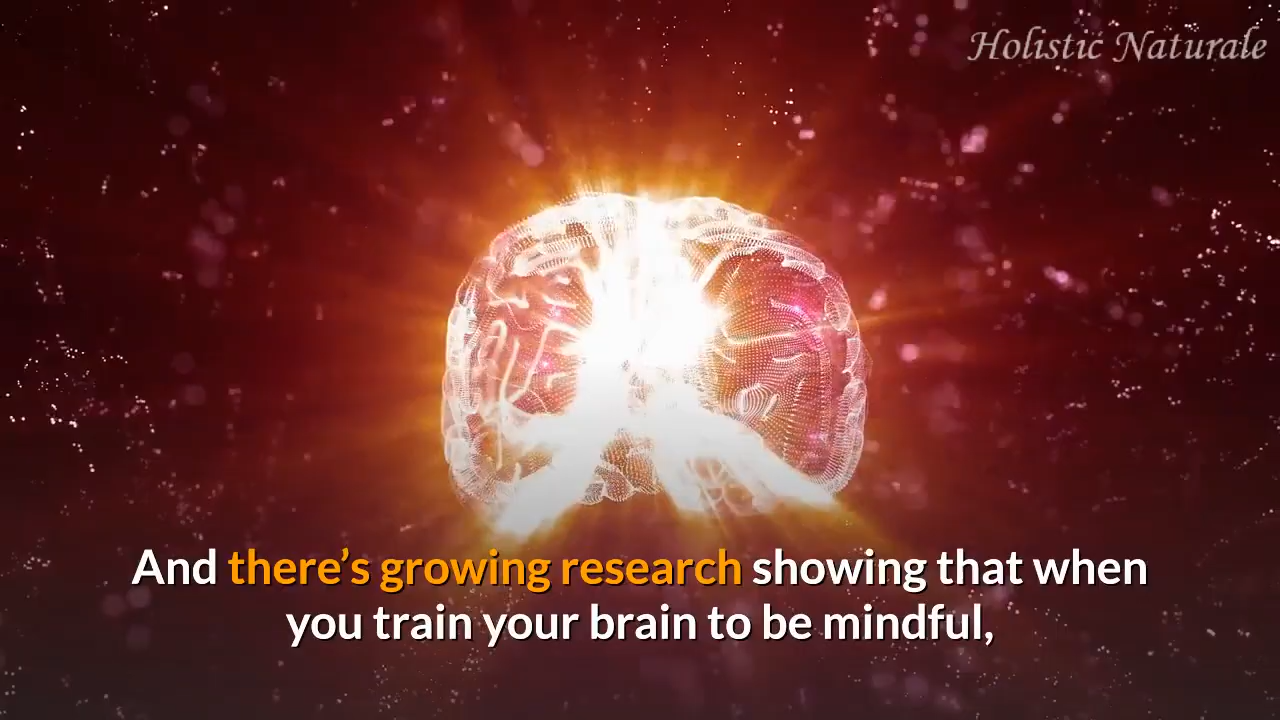 Holistic Naturale
And there's growing research showing that when
you train your brain to be mindful,